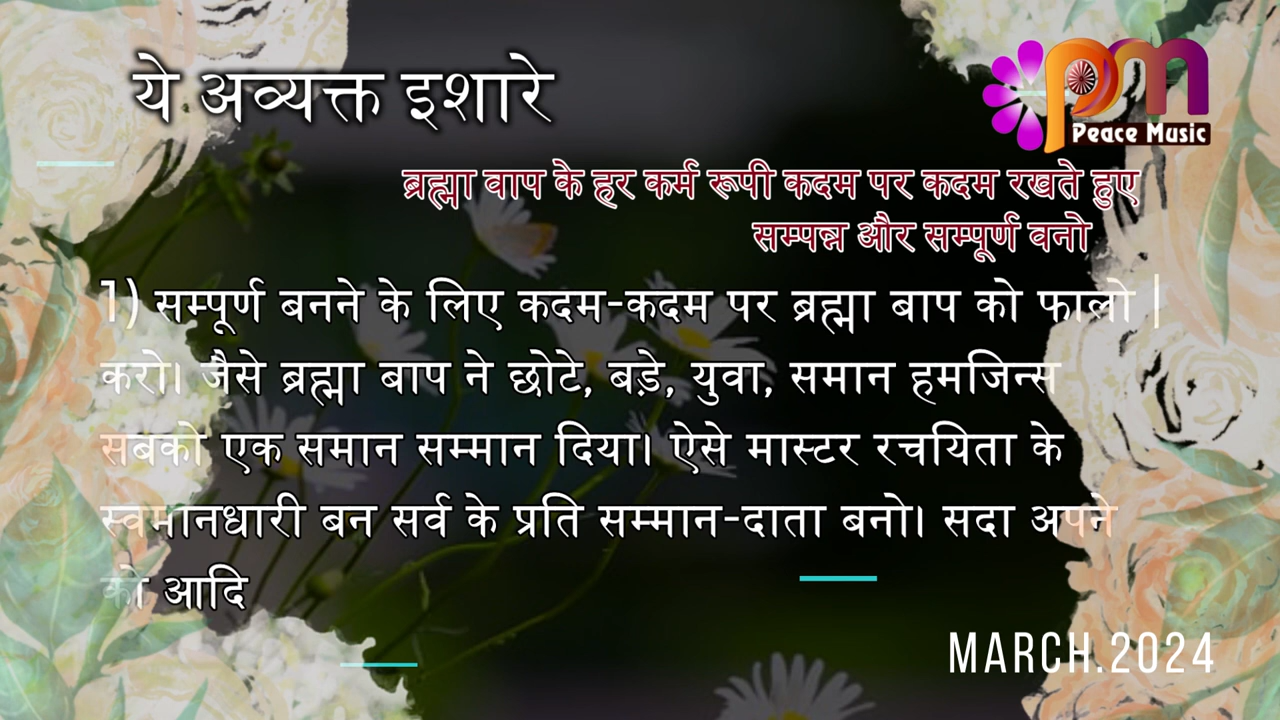 ये अव्यक्त इशारे
Peace Music
ब्रह्मा बाप के हर कर्म रूपी कदम पर कदम रखते हुए
सम्पन्न और सम्पूर्ण बनो
1) सम्पूर्ण बनने के लिए कदम-कदम पर ब्रह्मा बाप को फालो |
करो। जैसे ब्रह्मा बाप ने छोटे, बड़े, युवा, समान हमजिन्स
सबको एक समान सम्मान दिया। ऐसे मास्टर रचयिता के
स्वमानधारी बन सर्व के प्रति सम्मान-दाता बनो। सदा अपने
को आदि
MARCH.2024